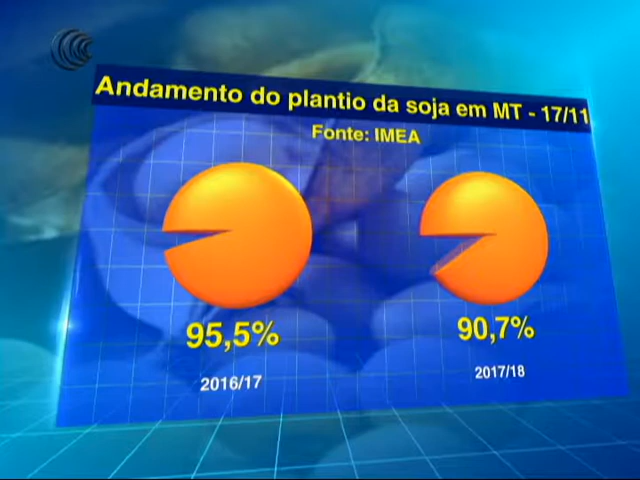 Andamento do plantio da soja em MT - 17/11
Fonte: IMEA
95,5%
90,7%
2016/17
2017/18